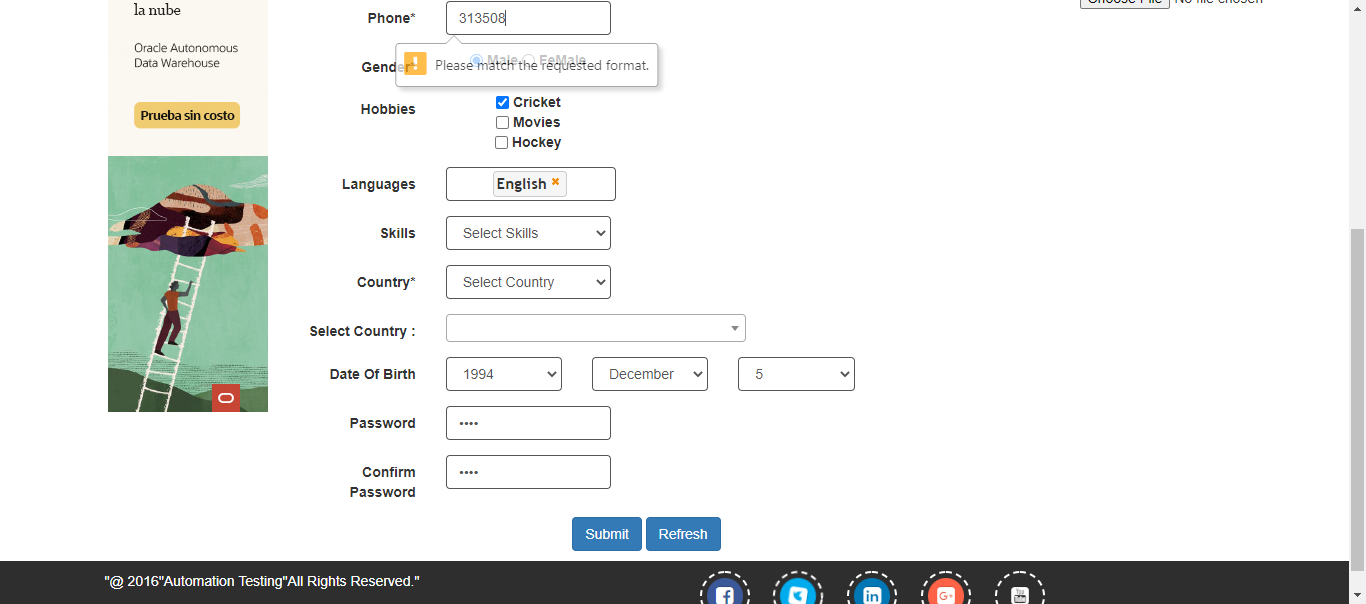 la nube
Oracle Autonomous
Data Warehouse
Prueba sin costo
Choose File No file chosen
Phone* 313508
Gender Male FeMale
Please match the requested format.
Hobbies Cricket
Movies
Hockey
Languages English
Skills Select Skills
Country* Select Country
Select Country :
Date Of Birth 1994 December 5
Password ••••
Confirm
Password ••••
Submit Refresh
"@ 2016"Automation Testing"All Rights Reserved."